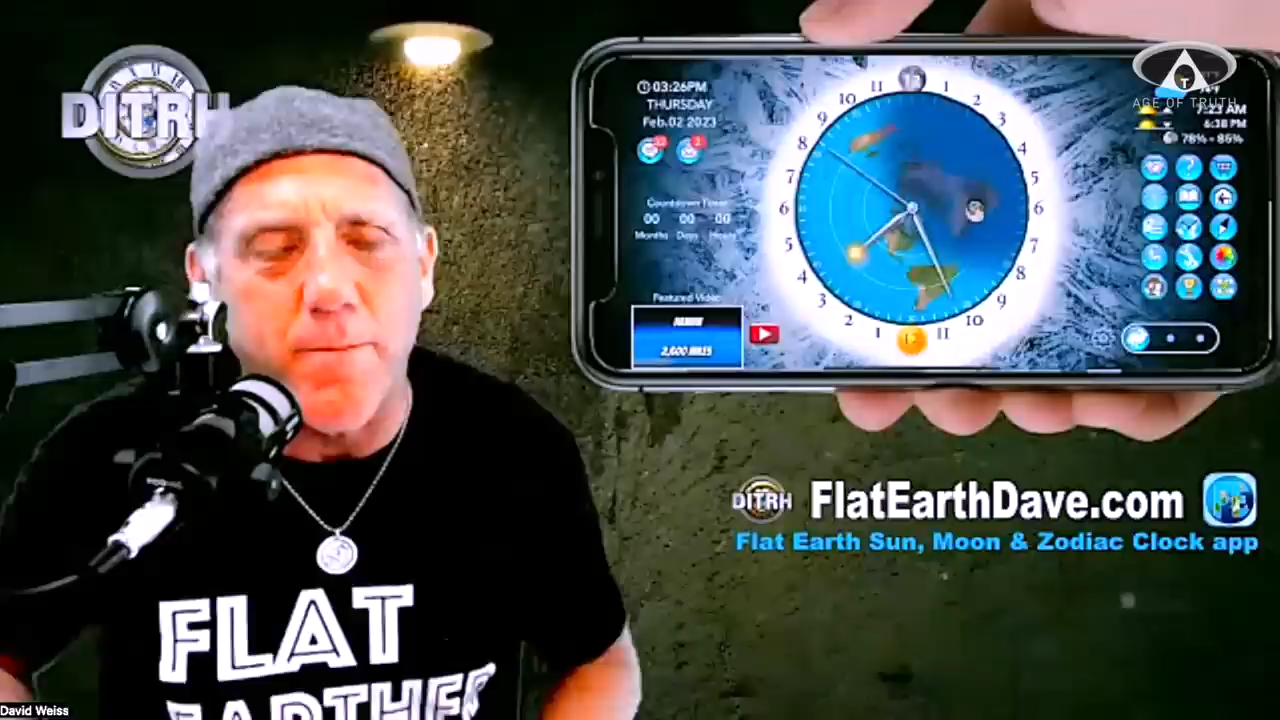 DITRH
03:26PM
THURSDAY
Feb.02 2023
Countdown Timer
00 00 00
Months Days Hours
Featured Video
2,600 MILES
11
12
1
10
2
9
3
8
4
7
5
6
6
5
7
4
8
3
9
2
10
1
12
11
AGE OF TRUTH
7:23 AM
6:38 PM
78% - 86%
DITRH
FlatEarthDave.com
Flat Earth Sun, Moon & Zodiac Clock app
FLAT
EARTHER
David Weiss